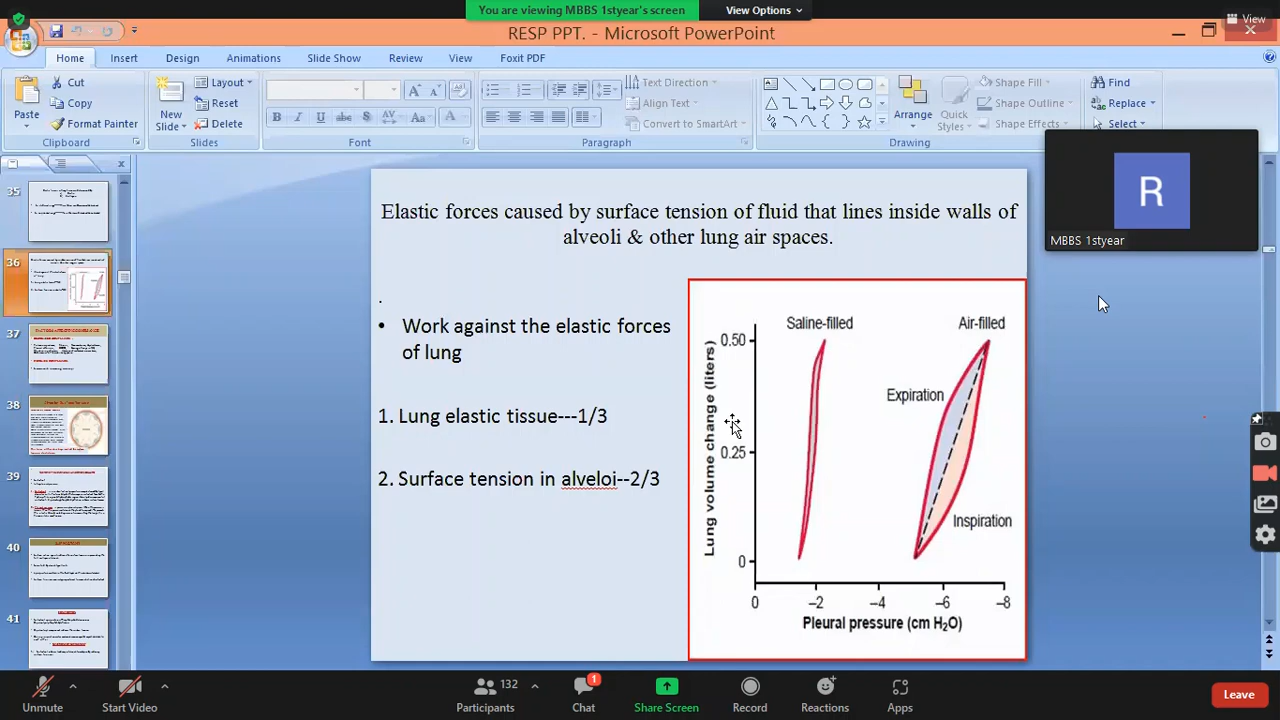 You are viewing MBBS 1styear's screen
View Options
View
RESP PPT. - Microsoft PowerPoint
Home Insert Design Animations Slide Show Review View Foxit PDF
Cut
Copy
Format Painter
Paste
Clipboard
New Slide
Layout
Reset
Delete
Slides
Font
Text Direction
Align Text
Convert to SmartArt
Paragraph
Arrange
Quick Styles
Shape Fill
Shape Outline
Shape Effects
Drawing
Find
Replace
Select
R
MBBS 1styear
35
36
37
38
39
40
41
Elastic forces caused by surface tension of fluid that lines inside walls of
alveoli & other lung air spaces.
.
• Work against the elastic forces
of lung
1. Lung elastic tissue---1/3
2. Surface tension in alveloi--2/3
Saline-filled
Air-filled
Expiration
Inspiration
Lung volume change (liters)
0.50
0.25
0
0 –2 –4 –6 –8
Pleural pressure (cm H₂O)
Unmute
Start Video
132
Participants
1
Chat
Share Screen
Record
Reactions
Apps
Leave